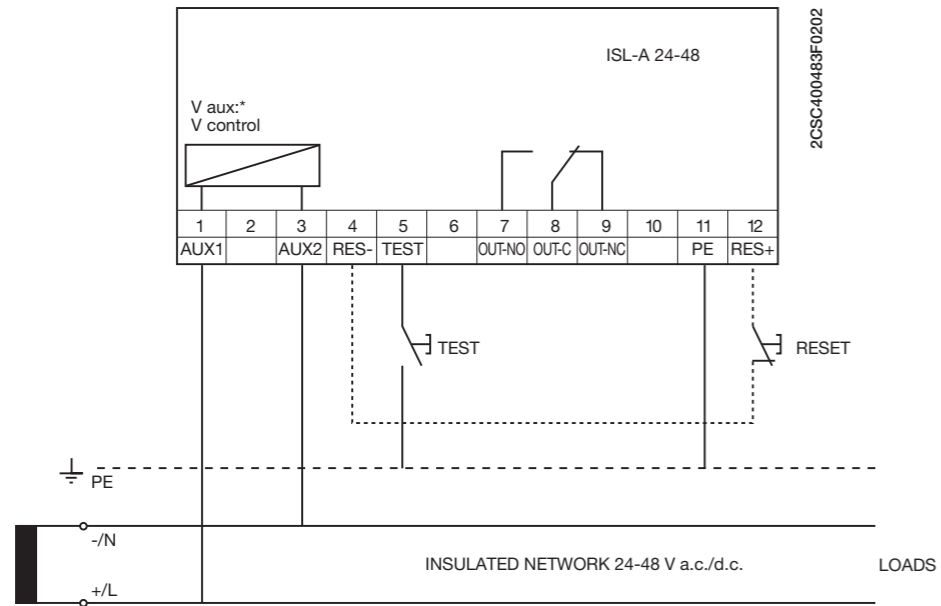 ISL-A 24-48
2CSC400483F0202
V aux:*
V control
1 2 3 4 5 6 7 8 9 10 11 12
AUX1 AUX2 RES- TEST OUT-NO OUT-C OUT-NC PE RES+
TEST
RESET
PE
-/N
INSULATED NETWORK 24-48 V a.c./d.c.
LOADS
+/L